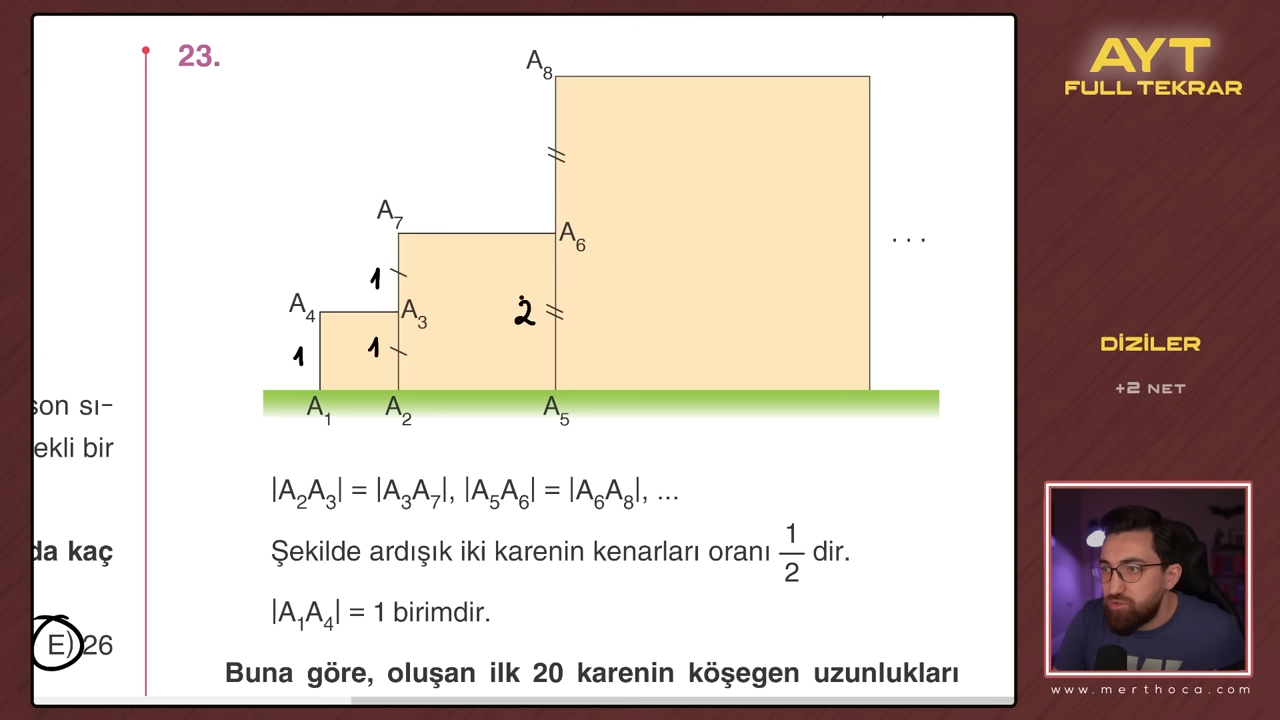 23.
A8
A7
A6
1
A4
A3
2
1
1
...
A1 A2 A5
son sı-
ekli bir
da kaç
E) 26
|A2A3| = |A3A7|, |A5A6| = |A6A8|, ...
Şekilde ardışık iki karenin kenarları oranı 1/2 dir.
|A1A4| = 1 birimdir.
Buna göre, oluşan ilk 20 karenin köşegen uzunlukları
AYT
FULL TEKRAR
DİZİLER
+2 NET
www.merthoca.com